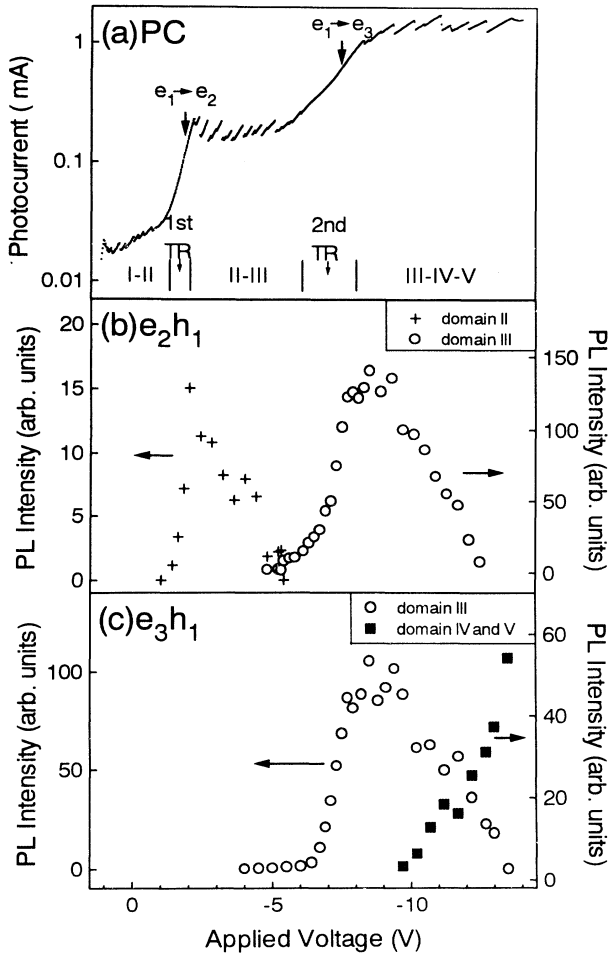 (a)PC
e1→e3
e1→e2
1
0.1
0.01
Photocurrent ( mA)
1st
TR
2nd
TR
I-II
II-III
III-IV-V
(b)e2h1
+ domain II
○ domain III
20
15
10
5
0
PL Intensity (arb. units)
150
100
50
0
PL Intensity (arb. units)
(c)e3h1
○ domain III
■ domain IV and V
100
50
0
PL Intensity (arb. units)
60
40
20
0
PL Intensity (arb. units)
0 -5 -10
Applied Voltage (V)